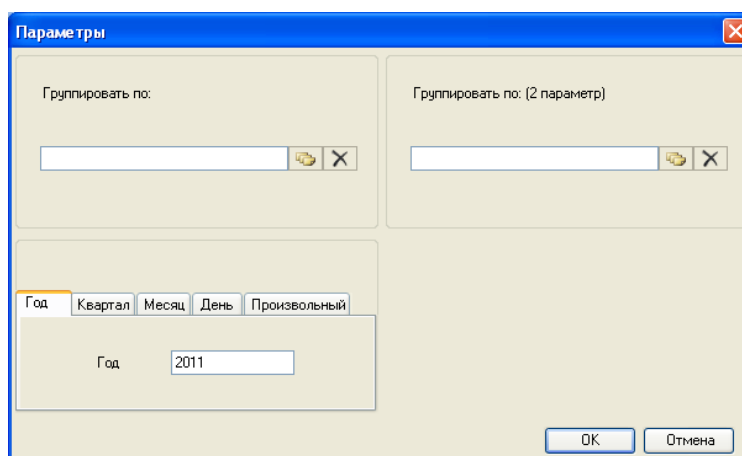 Параметры
Группировать по:
Группировать по: (2 параметр)
Год Квартал Месяц День Произвольный
Год 2011
OK Отмена